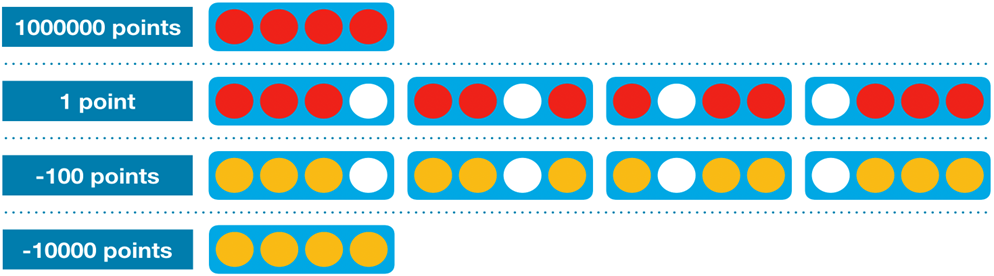 1000000 points
1 point
-100 points
-10000 points